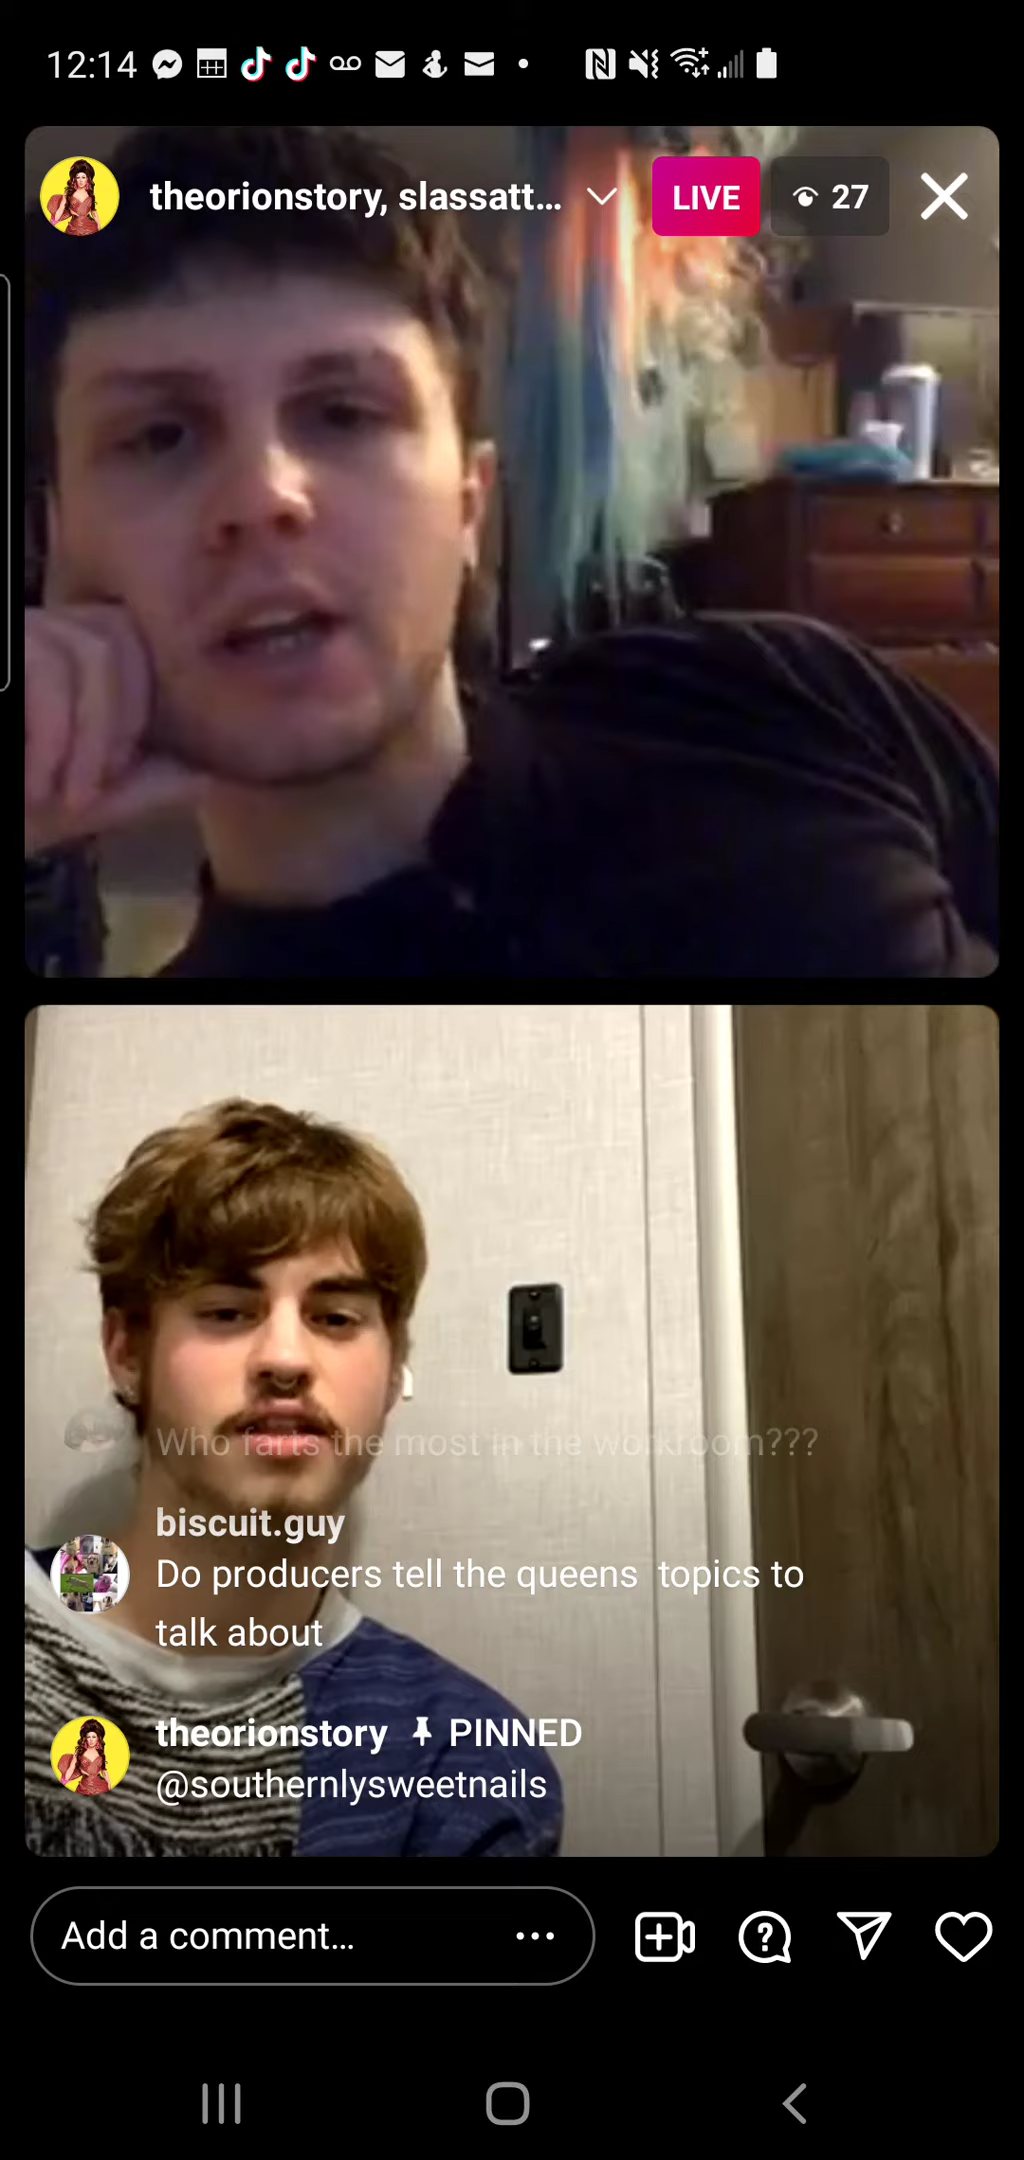 12:14
theorionstory, slassatt...
LIVE
27
Who farts the most in the workroom???
biscuit.guy
Do producers tell the queens topics to
talk about
theorionstory PINNED
@southernlysweetnails
Add a comment...